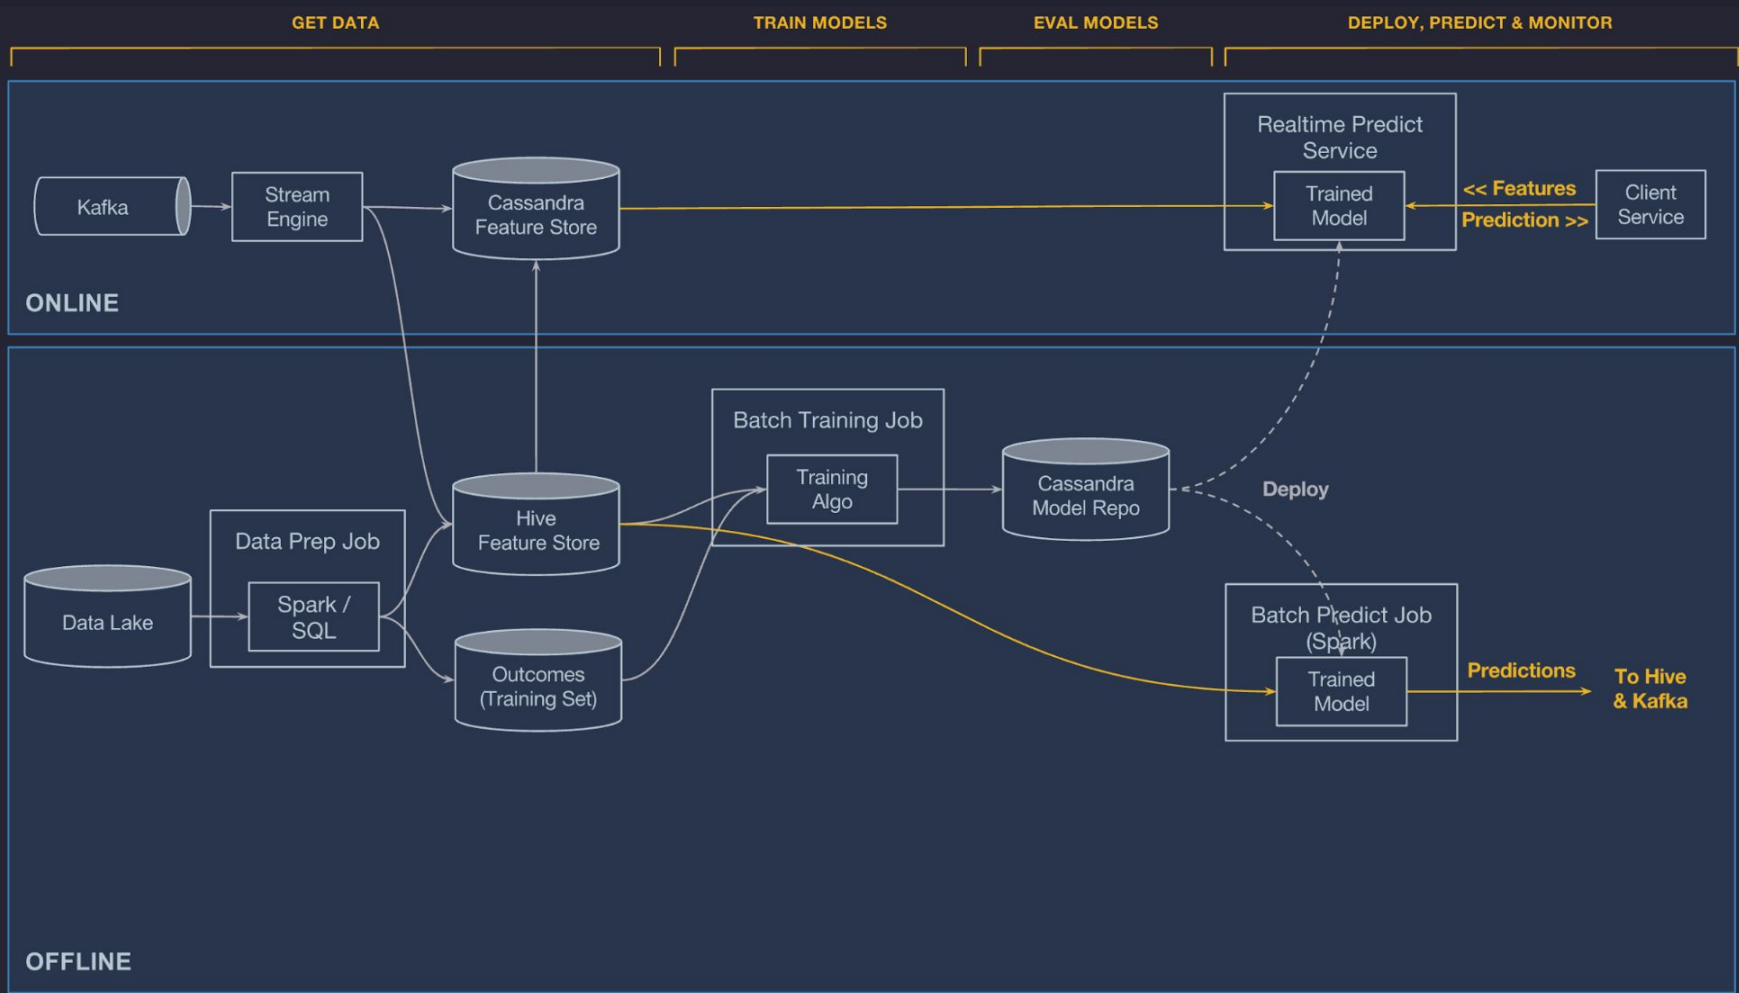 GET DATA
TRAIN MODELS
EVAL MODELS
DEPLOY, PREDICT & MONITOR
Realtime Predict
Service
Kafka
Stream
Engine
Cassandra
Feature Store
Trained
Model
<< Features
Prediction >>
Client
Service
ONLINE
Batch Training Job
Training
Algo
Cassandra
Model Repo
Deploy
Hive
Feature Store
Data Prep Job
Spark /
SQL
Data Lake
Outcomes
(Training Set)
Batch Predict Job
(Spark)
Trained
Model
Predictions
To Hive
& Kafka
OFFLINE